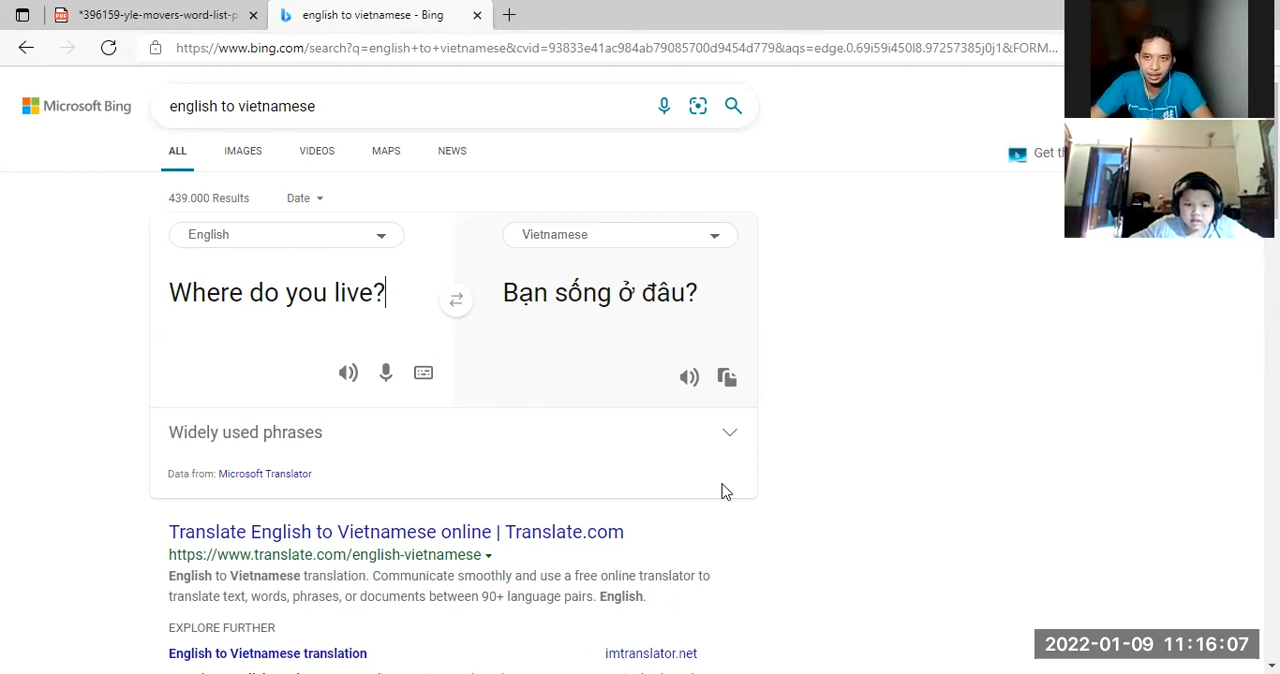 *396159-yle-movers-word-list-p
english to vietnamese - Bing
https://www.bing.com/search?q=english+to+vietnamese&cvid=93833e41ac984ab79085700d9454d779&aqs=edge.0.69i59i450l8.97257385j0j1&FORM...
Microsoft Bing
english to vietnamese
ALL
IMAGES
VIDEOS
MAPS
NEWS
Get th
439.000 Results
Date
English
Vietnamese
Where do you live?
Bạn sống ở đâu?
Widely used phrases
Data from: Microsoft Translator
Translate English to Vietnamese online | Translate.com
https://www.translate.com/english-vietnamese
English to Vietnamese translation. Communicate smoothly and use a free online translator to
translate text, words, phrases, or documents between 90+ language pairs. English.
EXPLORE FURTHER
2022-01-09 11:16:07
English to Vietnamese translation
imtranslator.net